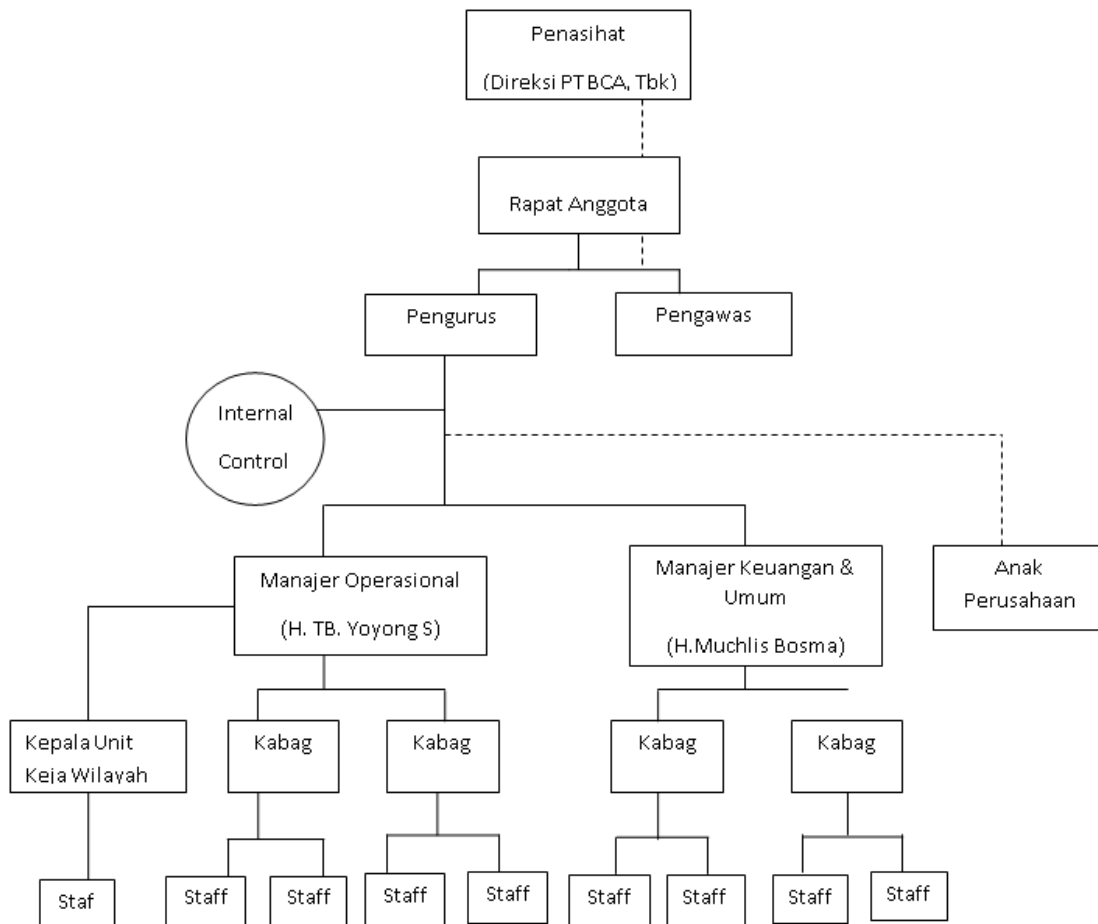 Penasihat
(Direksi PT BCA, Tbk)
Rapat Anggota
Pengurus
Pengawas
Internal
Control
Manajer Operasional
(H. TB. Yoyong S)
Manajer Keuangan &
Umum
(H.Muchlis Bosma)
Anak
Perusahaan
Kepala Unit
Keja Wilayah
Kabag
Kabag
Kabag
Kabag
Staf
Staff
Staff
Staff
Staff
Staff
Staff
Staff
Staff